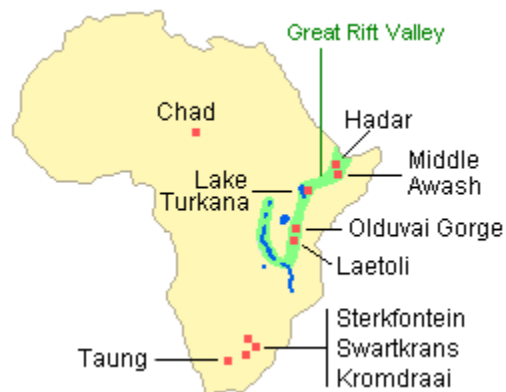 Great Rift Valley
Chad
Hadar
Middle
Awash
Lake
Turkana
Olduvai Gorge
Laetoli
Sterkfontein
Swartkrans
Kromdraai
Taung